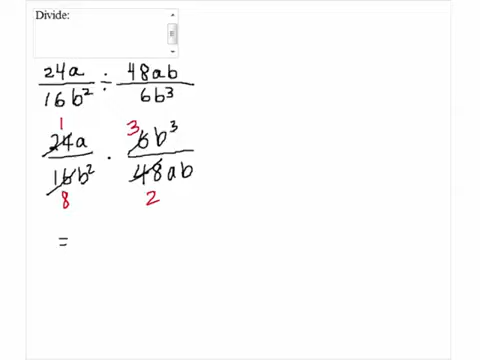 Divide:
24a/16b² ÷ 48ab/6b³
1 3
24a/16b² · 6b³/48ab
8 2
=